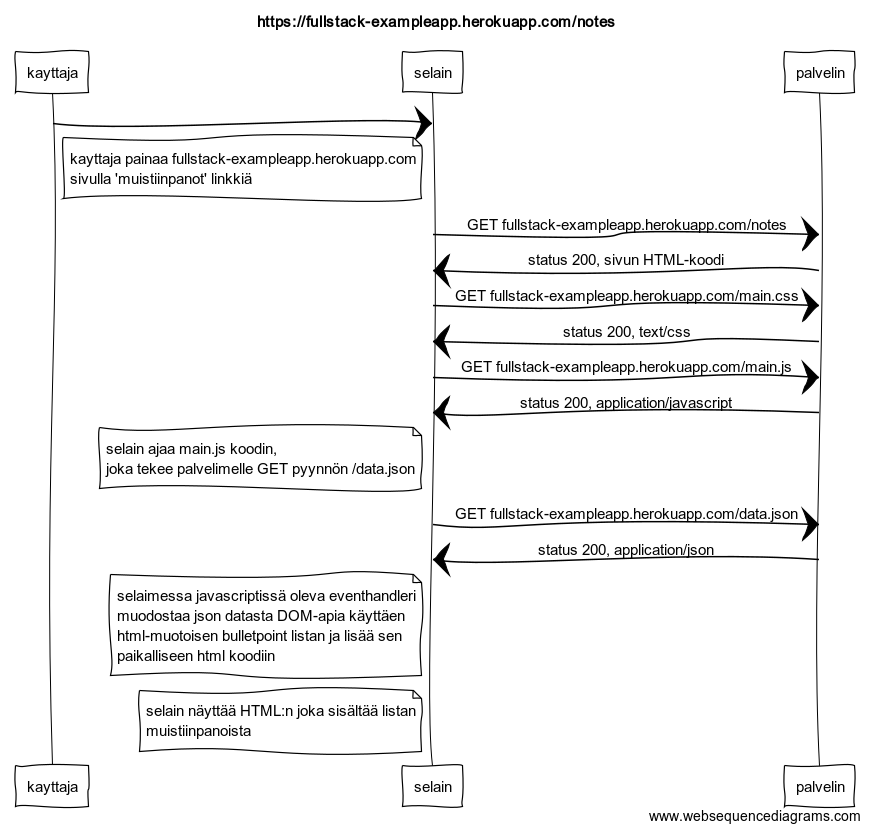 https://fullstack-exampleapp.herokuapp.com/notes
kayttaja
selain
palvelin
kayttaja painaa fullstack-exampleapp.herokuapp.com
sivulla 'muistiinpanot' linkkiä
GET fullstack-exampleapp.herokuapp.com/notes
status 200, sivun HTML-koodi
GET fullstack-exampleapp.herokuapp.com/main.css
status 200, text/css
GET fullstack-exampleapp.herokuapp.com/main.js
status 200, application/javascript
selain ajaa main.js koodin,
joka tekee palvelimelle GET pyynnön /data.json
GET fullstack-exampleapp.herokuapp.com/data.json
status 200, application/json
selaimessa javascriptissä oleva eventhandleri
muodostaa json datasta DOM-apia käyttäen
html-muotoisen bulletpoint listan ja lisää sen
paikalliseen html koodiin
selain näyttää HTML:n joka sisältää listan
muistiinpanoista
kayttaja
selain
palvelin
www.websequencediagrams.com